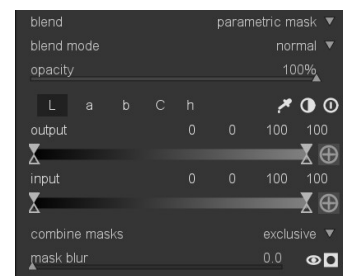 blend parametric mask
blend mode normal
opacity 100%
L a b C h
output 0 0 100 100
input 0 0 100 100
combine masks exclusive
mask blur 0.0